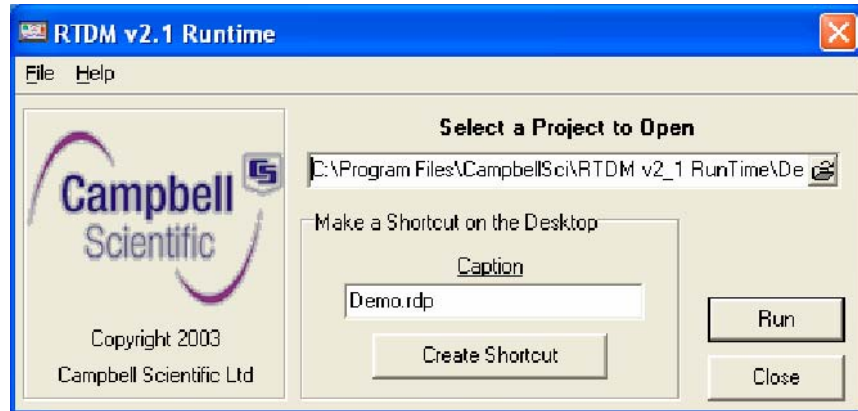 RTDM v2.1 Runtime
File Help
Campbell
Scientific
Copyright 2003
Campbell Scientific Ltd
Select a Project to Open
C:\Program Files\CampbellSci\RTDM v2_1 RunTime\De
Make a Shortcut on the Desktop
Caption
Demo.rdp
Create Shortcut
Run
Close